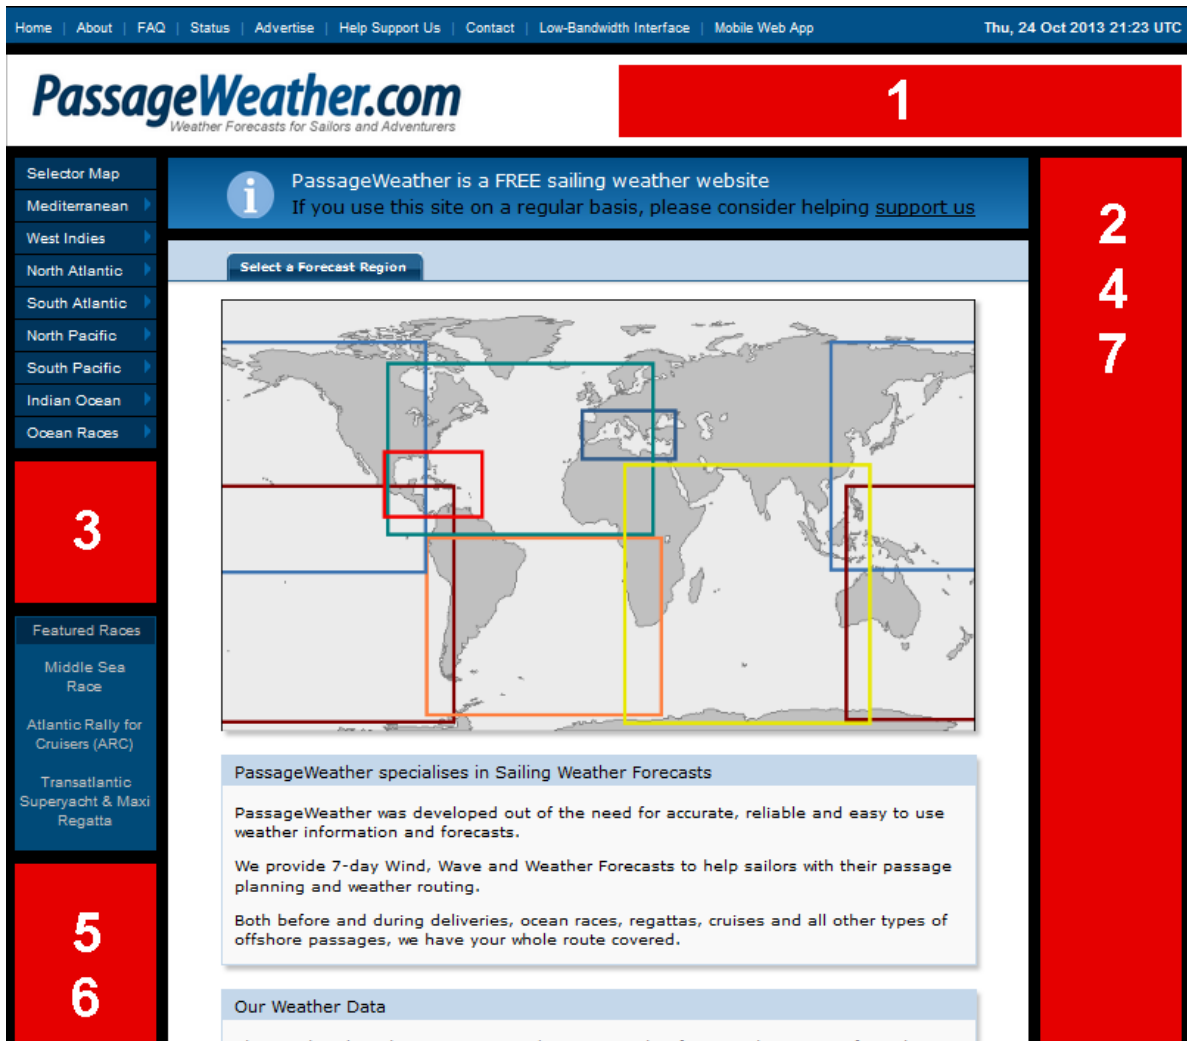 Home | About | FAQ | Status | Advertise | Help Support Us | Contact | Low-Bandwidth Interface | Mobile Web App
Thu, 24 Oct 2013 21:23 UTC
PassageWeather.com
Weather Forecasts for Sailors and Adventurers
1
Selector Map
Mediterranean
West Indies
North Atlantic
South Atlantic
North Pacific
South Pacific
Indian Ocean
Ocean Races
3
Featured Races
Middle Sea
Race
Atlantic Rally for
Cruisers (ARC)
Transatlantic
Superyacht & Maxi
Regatta
5
6
PassageWeather is a FREE sailing weather website
If you use this site on a regular basis, please consider helping support us
Select a Forecast Region
PassageWeather specialises in Sailing Weather Forecasts
PassageWeather was developed out of the need for accurate, reliable and easy to use
weather information and forecasts.
We provide 7-day Wind, Wave and Weather Forecasts to help sailors with their passage
planning and weather routing.
Both before and during deliveries, ocean races, regattas, cruises and all other types of
offshore passages, we have your whole route covered.
Our Weather Data
2
4
7